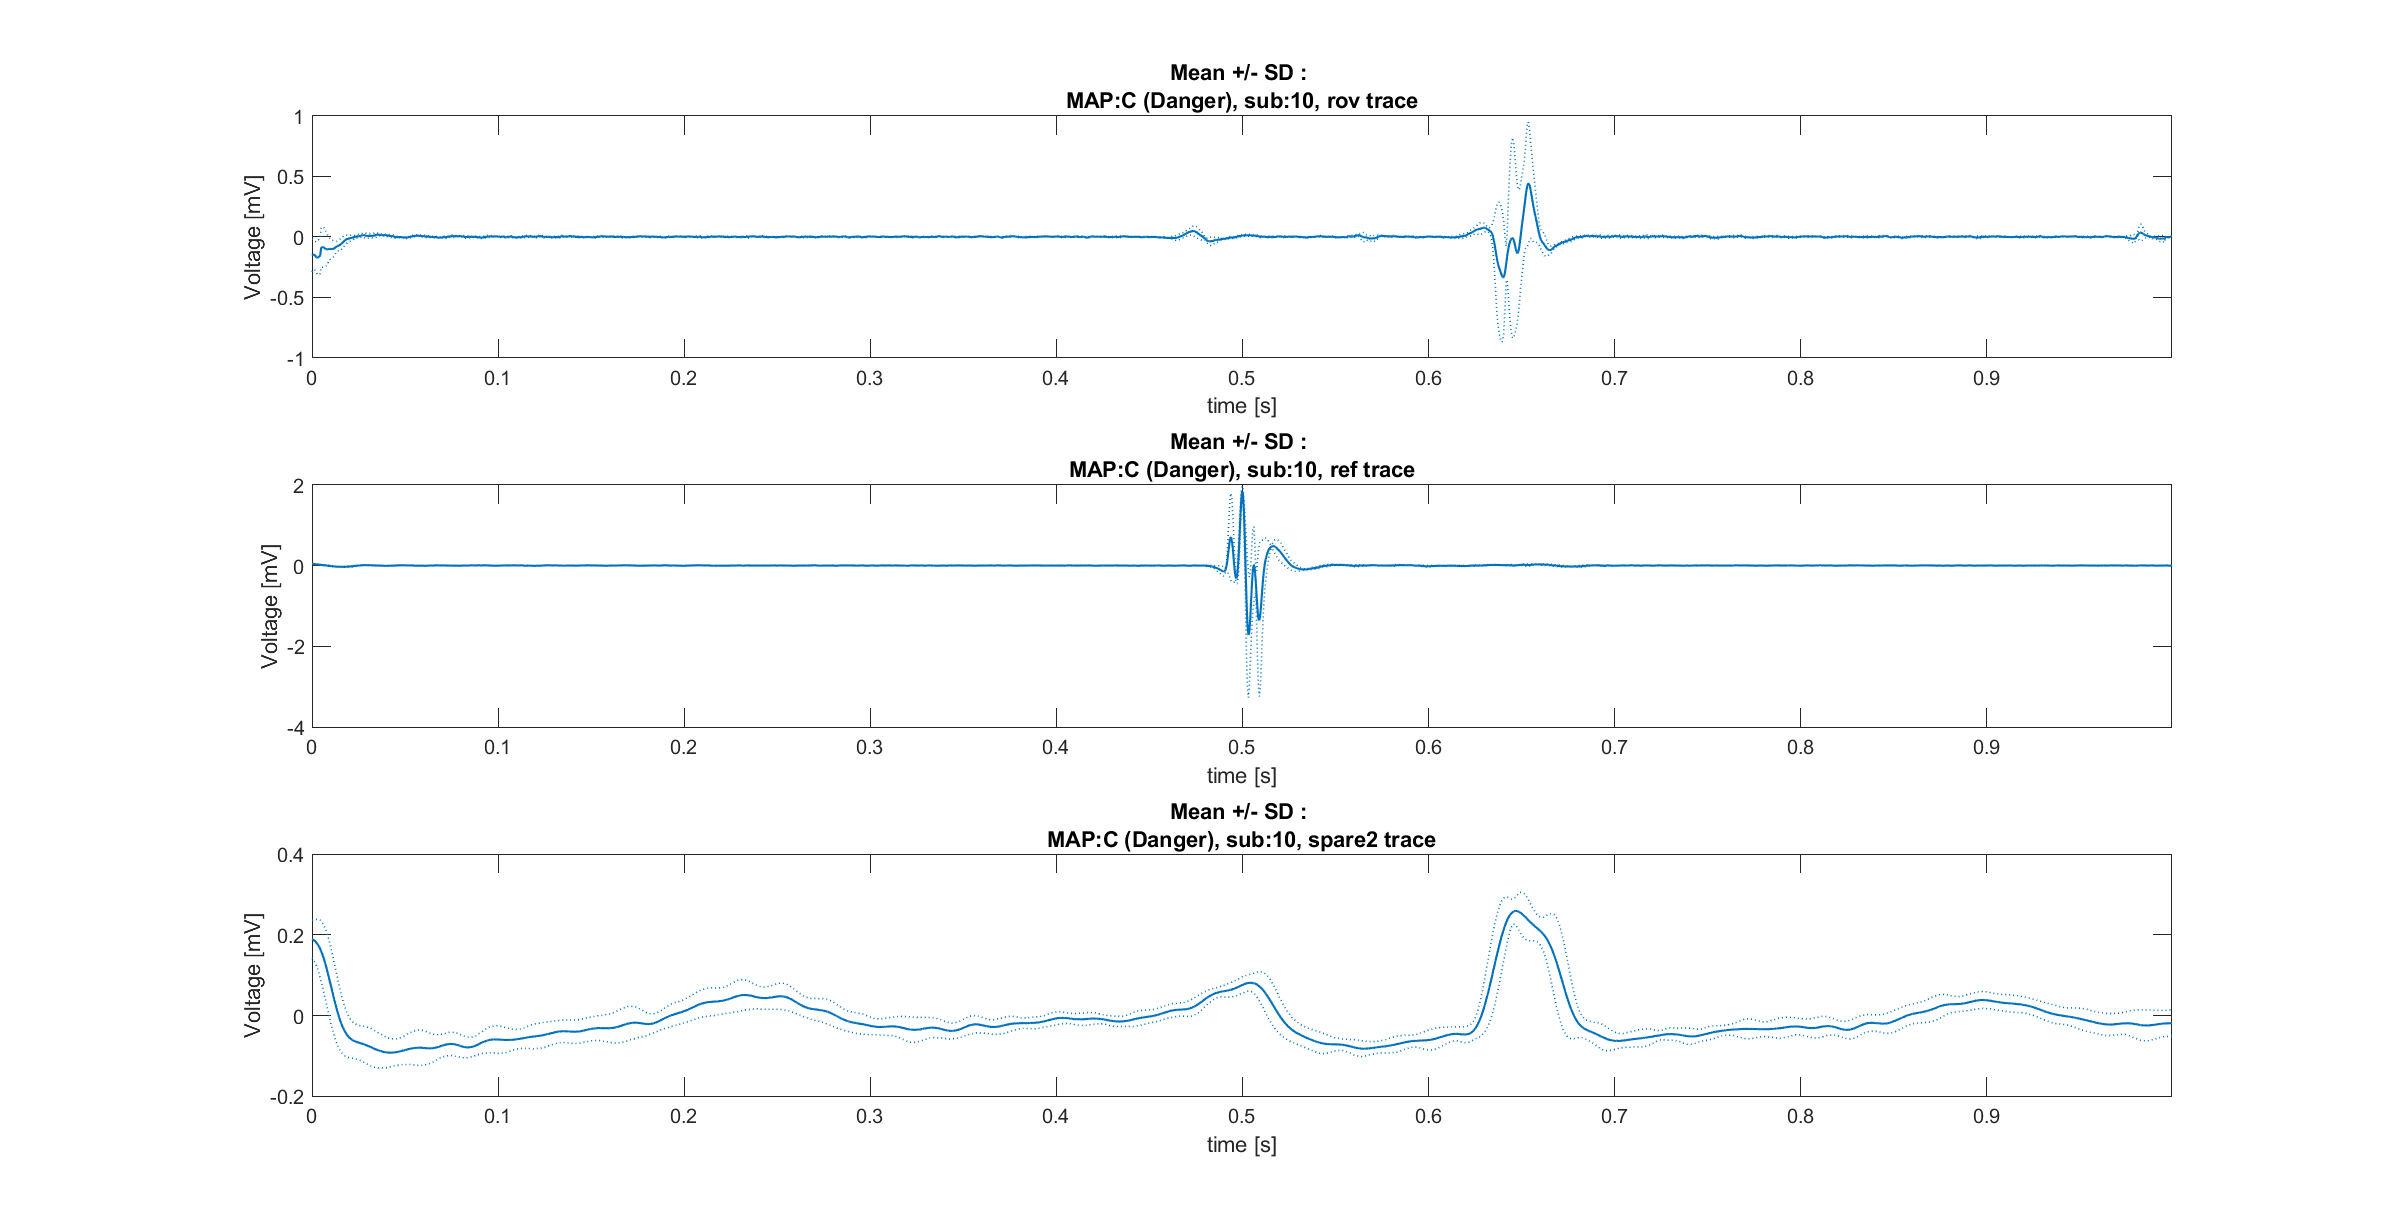 Mean +/- SD :
MAP:C (Danger), sub:10, rov trace
1
0.5
0
-0.5
-1
Voltage [mV]
0 0.1 0.2 0.3 0.4 0.5 0.6 0.7 0.8 0.9
time [s]
Mean +/- SD :
MAP:C (Danger), sub:10, ref trace
2
0
-2
-4
Voltage [mV]
0 0.1 0.2 0.3 0.4 0.5 0.6 0.7 0.8 0.9
time [s]
Mean +/- SD :
MAP:C (Danger), sub:10, spare2 trace
0.4
0.2
0
-0.2
Voltage [mV]
0 0.1 0.2 0.3 0.4 0.5 0.6 0.7 0.8 0.9
time [s]